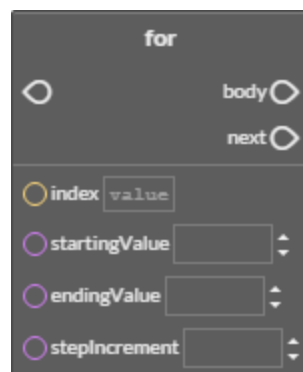 for
body
next
index value
startingValue
endingValue
stepIncrement